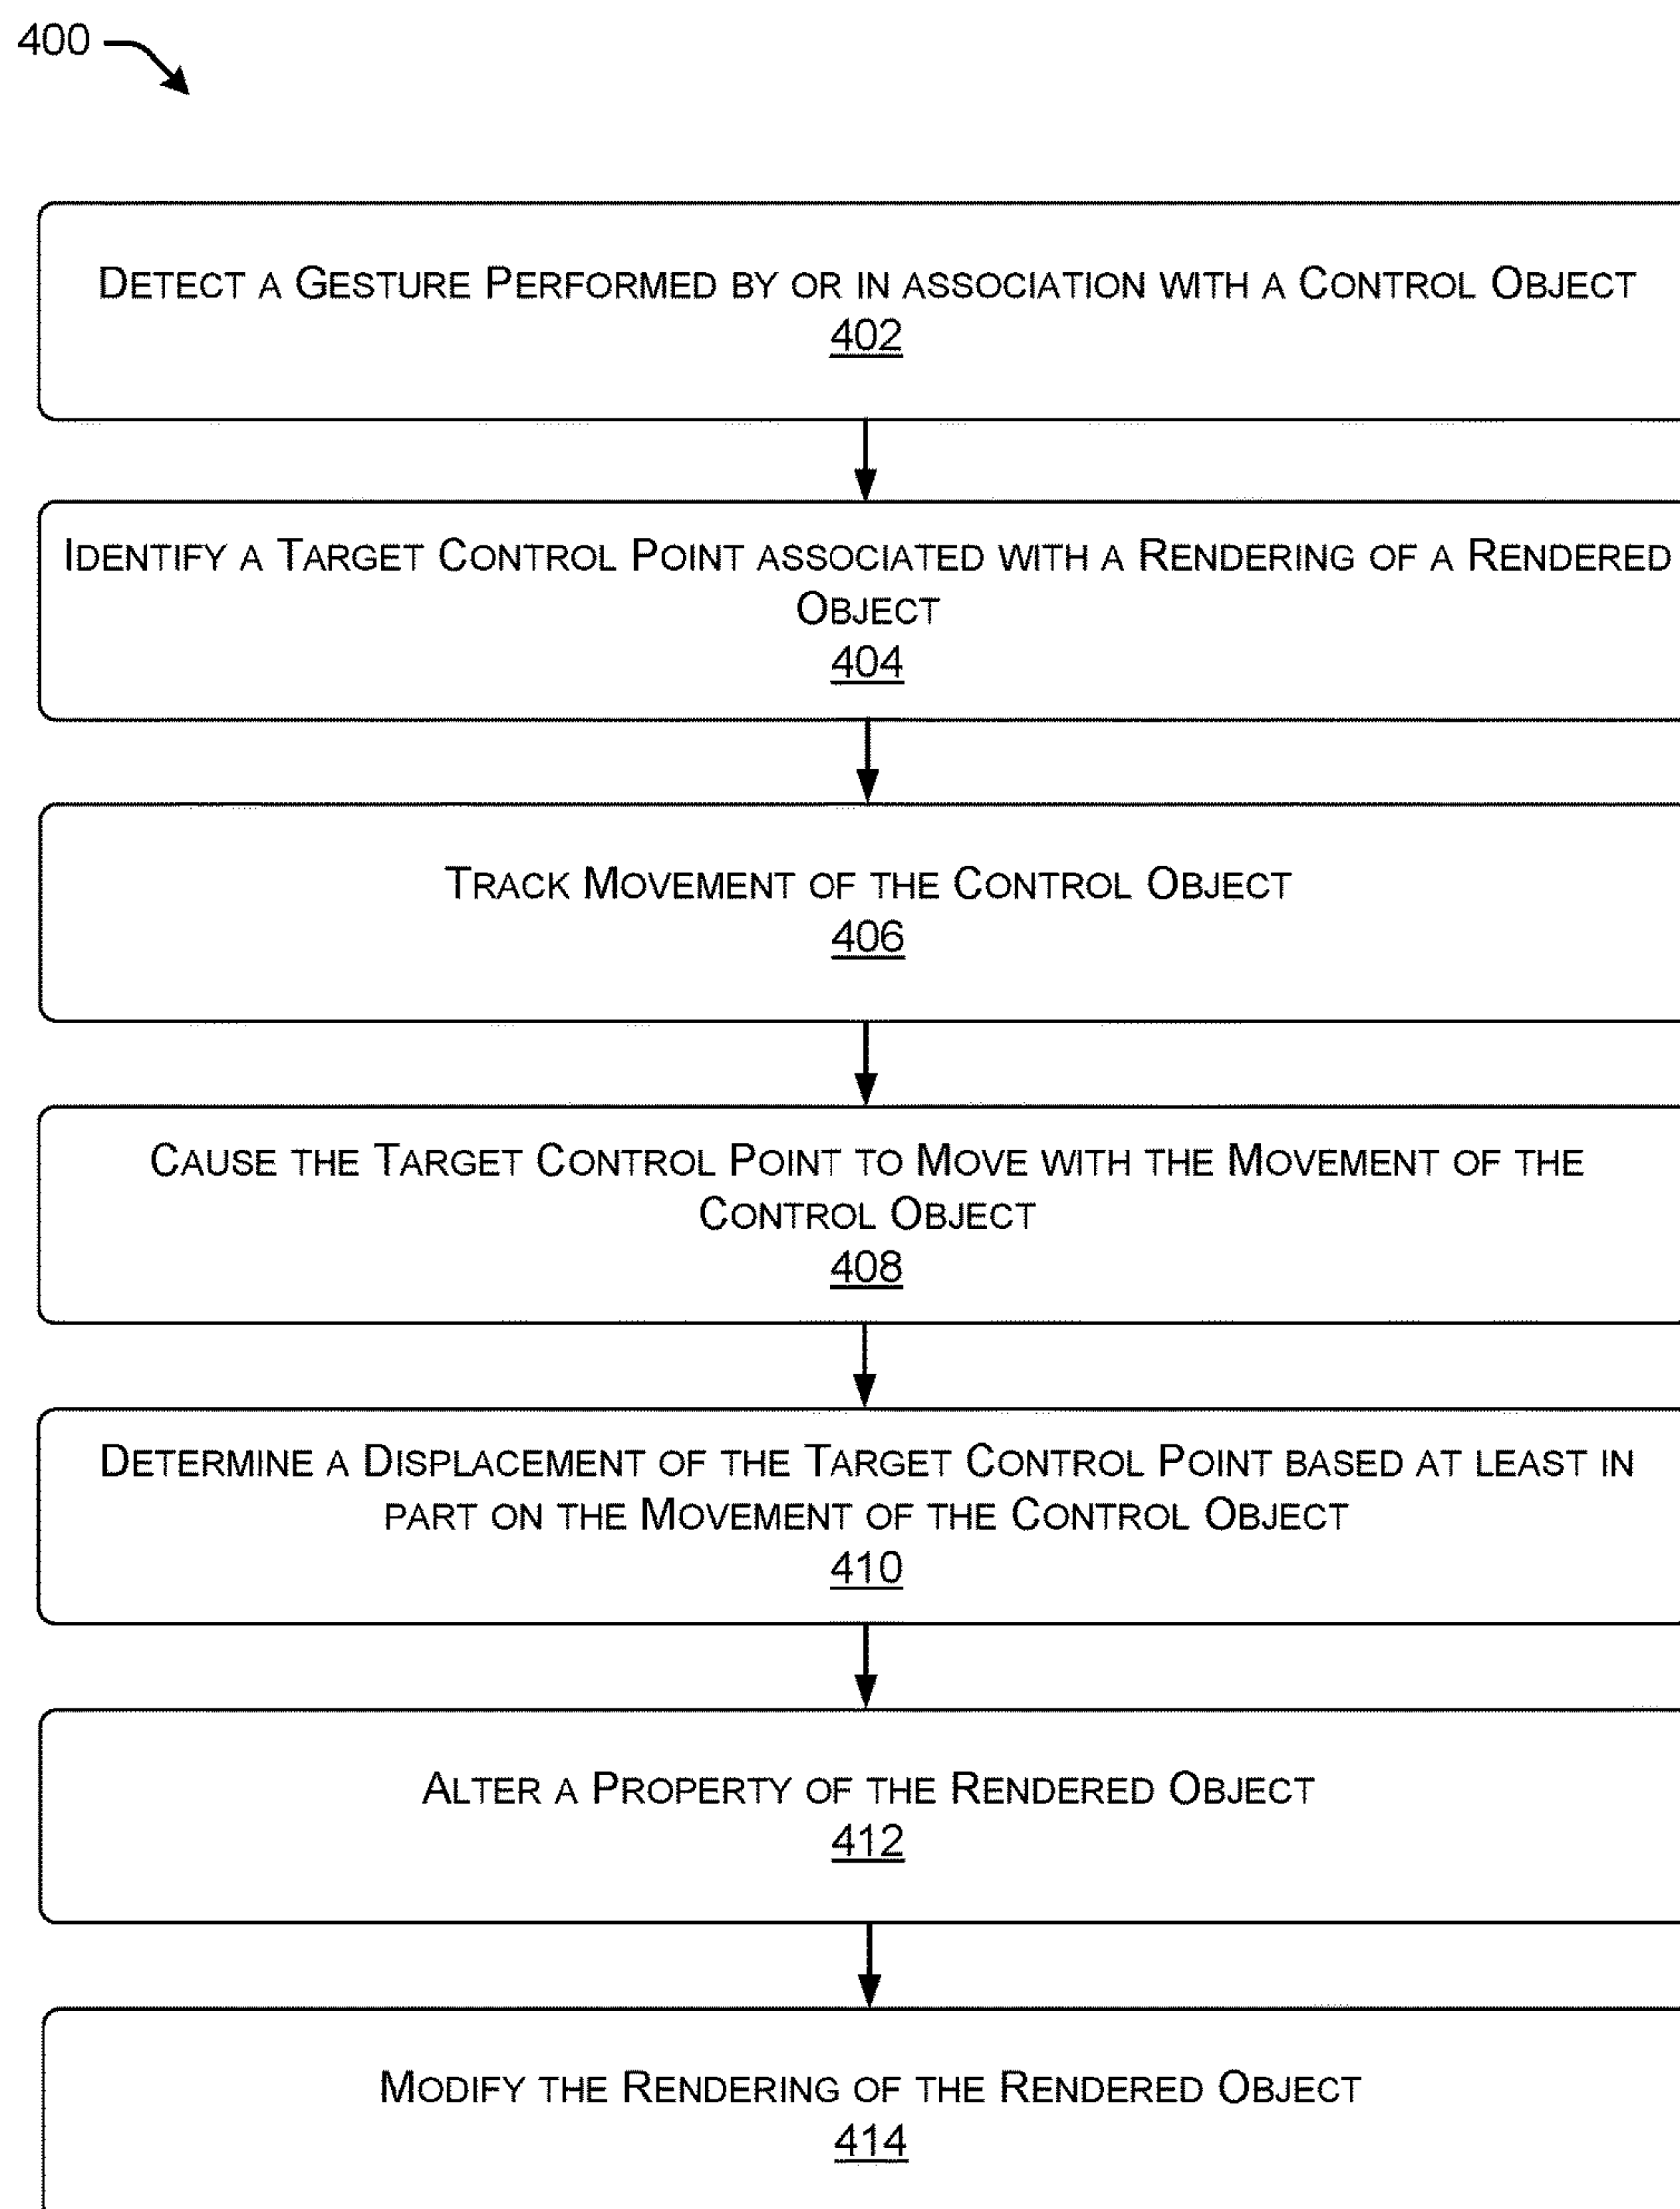 400
DETECT A GESTURE PERFORMED BY OR IN ASSOCIATION WITH A CONTROL OBJECT
402
IDENTIFY A TARGET CONTROL POINT ASSOCIATED WITH A RENDERING OF A RENDERED
OBJECT
404
TRACK MOVEMENT OF THE CONTROL OBJECT
406
CAUSE THE TARGET CONTROL POINT TO MOVE WITH THE MOVEMENT OF THE
CONTROL OBJECT
408
DETERMINE A DISPLACEMENT OF THE TARGET CONTROL POINT BASED AT LEAST IN
PART ON THE MOVEMENT OF THE CONTROL OBJECT
410
ALTER A PROPERTY OF THE RENDERED OBJECT
412
MODIFY THE RENDERING OF THE RENDERED OBJECT
414